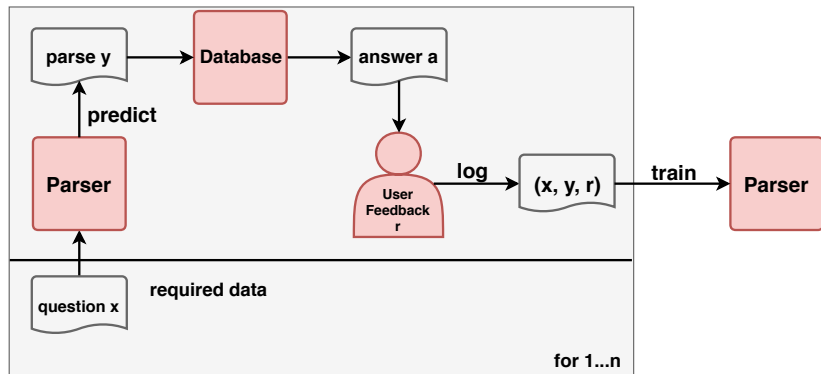 parse y
Database
answer a
predict
Parser
User
Feedback
r
log
(x, y, r)
train
Parser
question x
required data
for 1...n